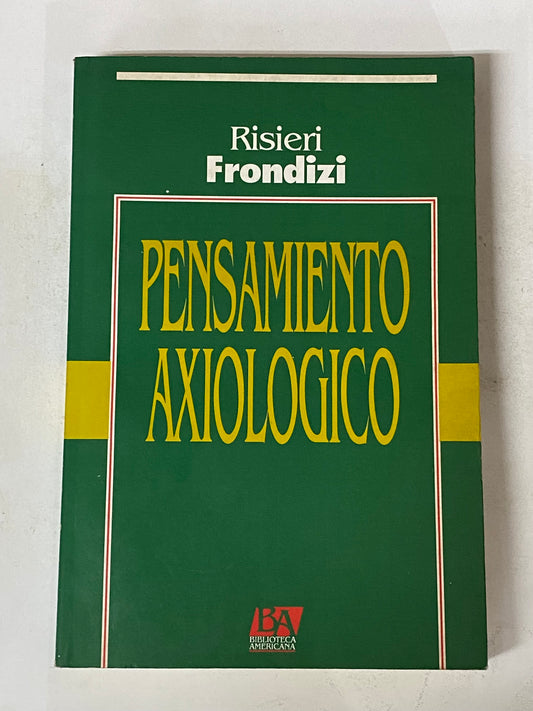 Risieri
Frondizi
PENSAMIENTO
AXIOLOGICO
BA
BIBLIOTECA
AMERICANA